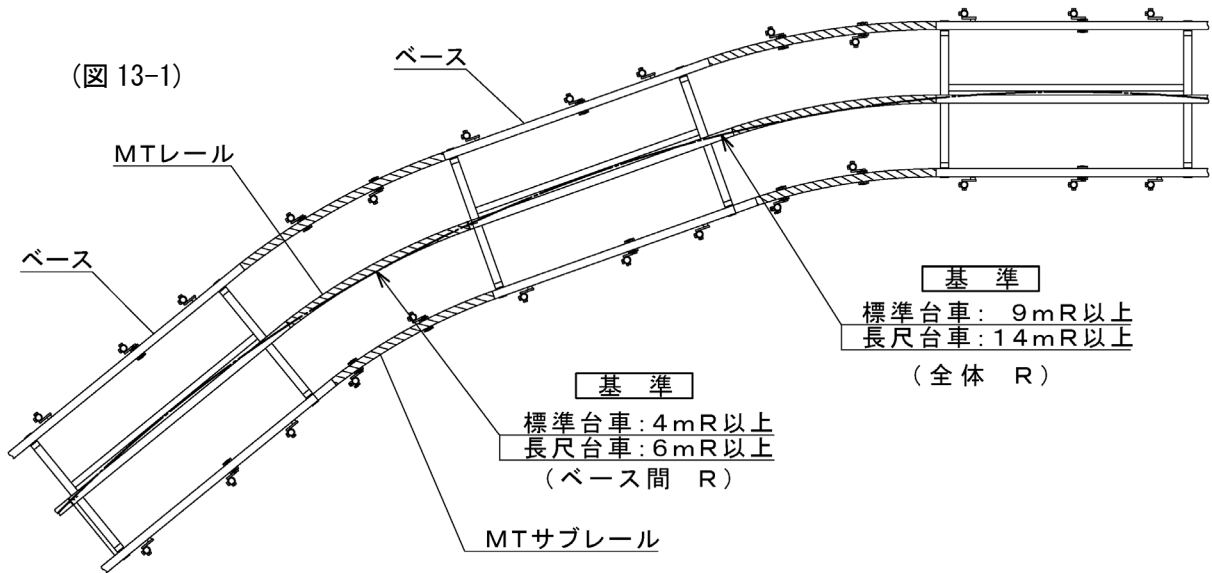 (図 13-1)
ベース
MTレール
ベース
基 準
標準台車: 9mR以上
長尺台車:14mR以上
(全体 R)
基 準
標準台車:4mR以上
長尺台車:6mR以上
(ベース間 R)
MTサブレール